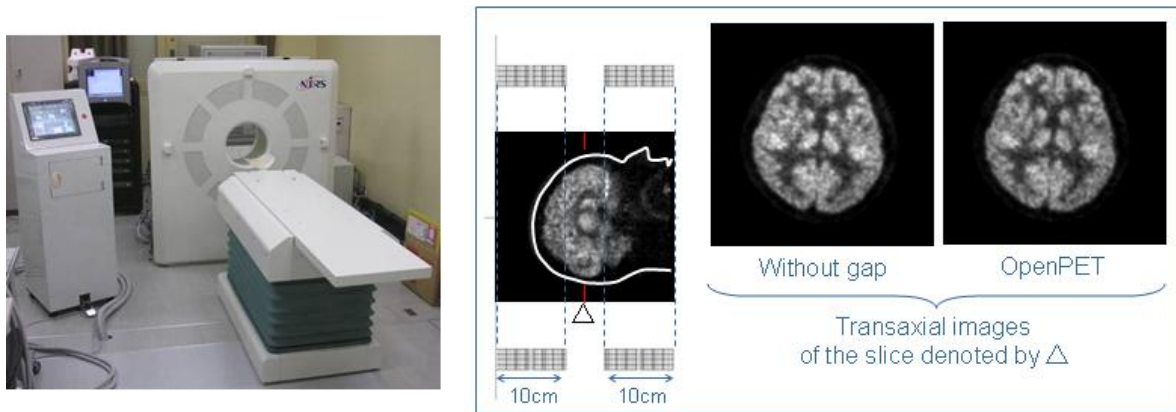 NIRS
Without gap
OpenPET
Transaxial images
of the slice denoted by △
10cm
10cm